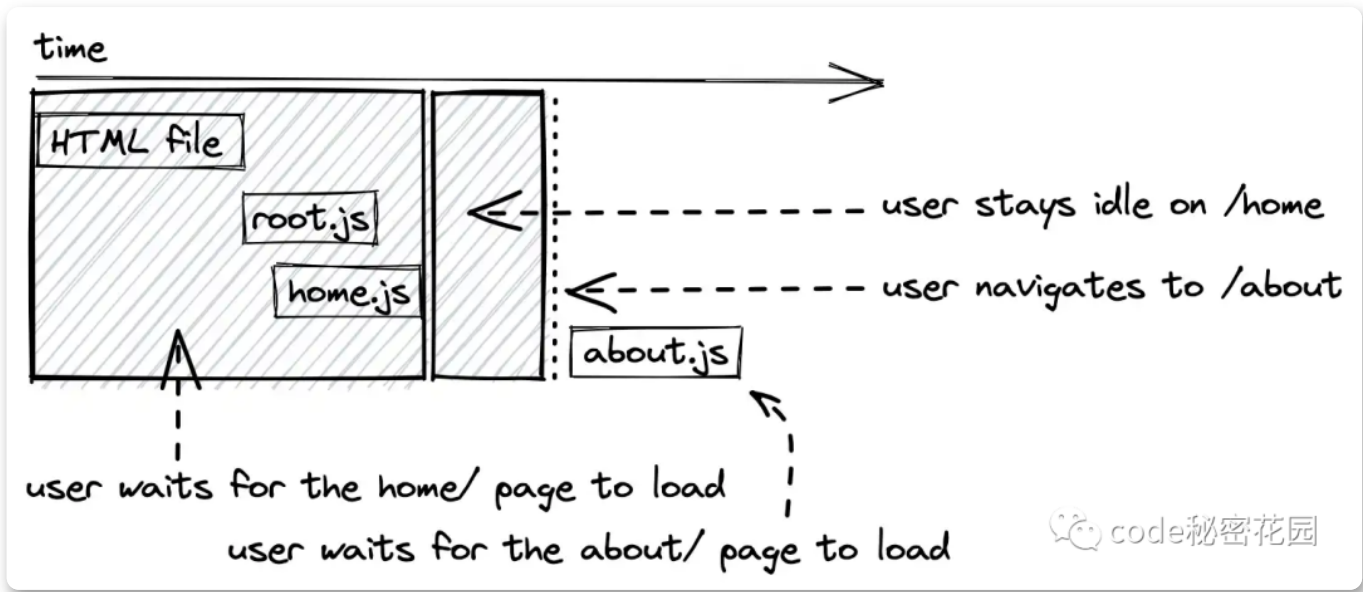 time
HTML file
root.js
user stays idle on /home
home.js
user navigates to /about
about.js
user waits for the home/ page to load
user waits for the about/ page to load
code秘密花园